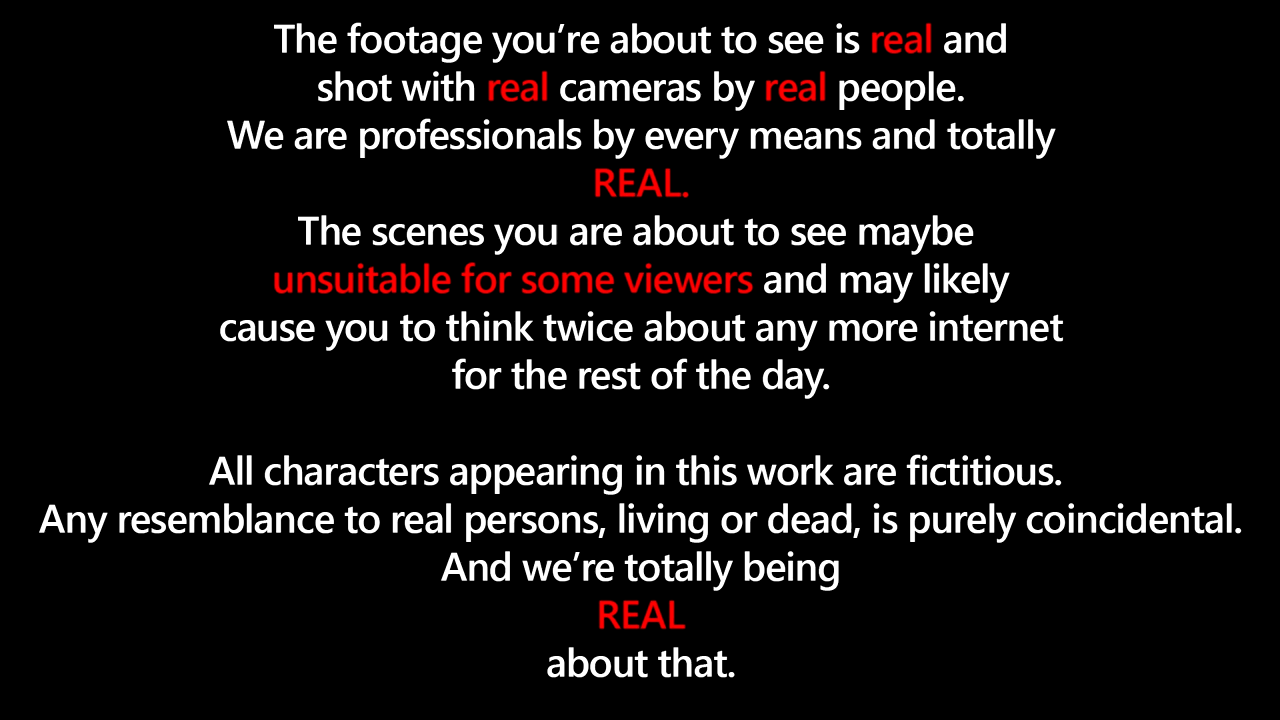 The footage you’re about to see is real and
shot with real cameras by real people.
We are professionals by every means and totally
REAL.
The scenes you are about to see maybe
unsuitable for some viewers and may likely
cause you to think twice about any more internet
for the rest of the day.
All characters appearing in this work are fictitious.
Any resemblance to real persons, living or dead, is purely coincidental.
And we’re totally being
REAL
about that.